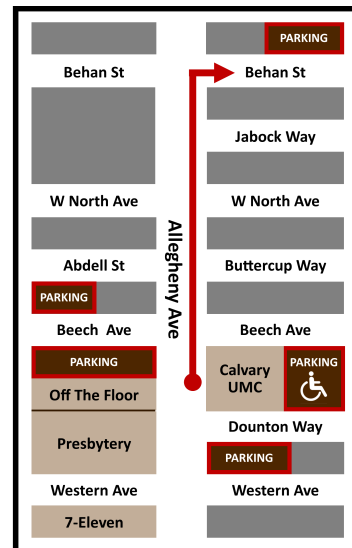 PARKING
Behan St
Behan St
Jabock Way
W North Ave
W North Ave
Allegheny Ave
Abdell St
Buttercup Way
PARKING
Beech Ave
Beech Ave
PARKING
Off The Floor
Presbytery
Calvary
UMC
PARKING
Dounton Way
PARKING
Western Ave
Western Ave
7-Eleven